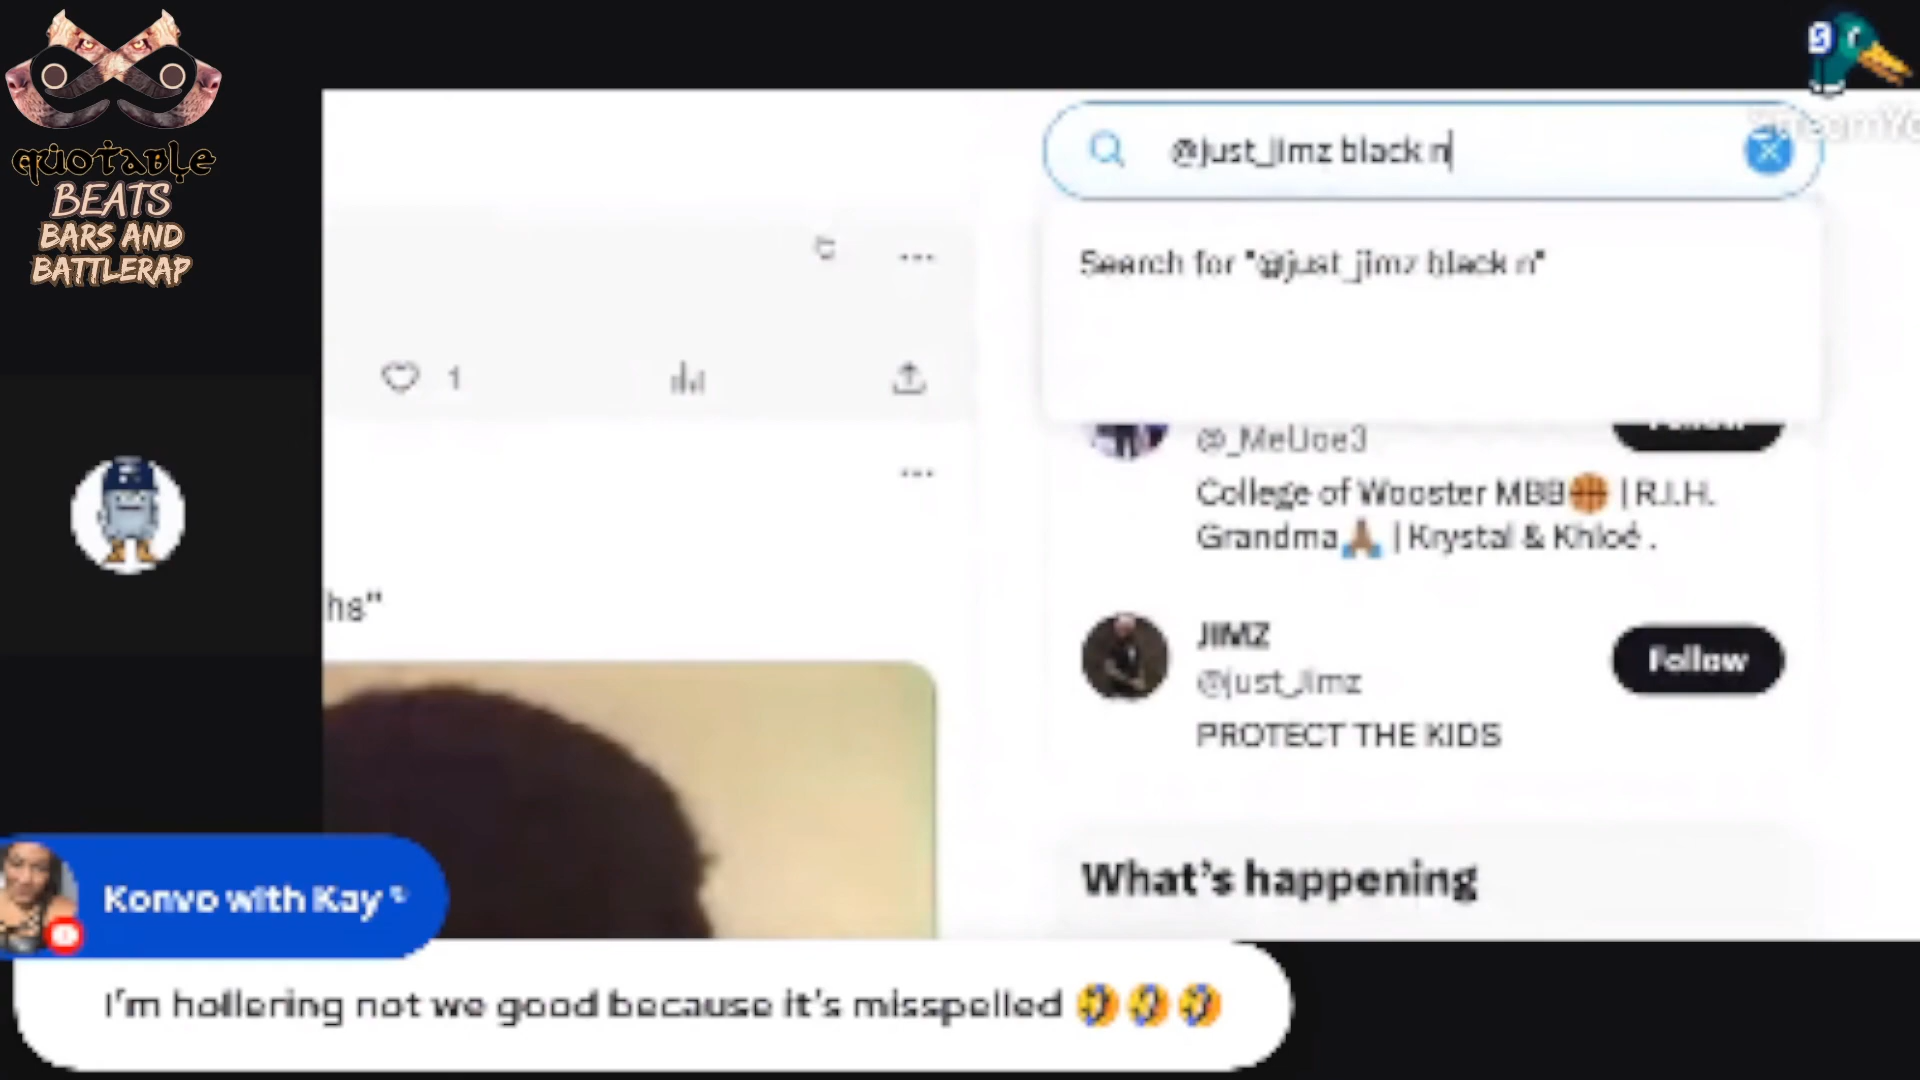 QUOTABLE
BEATS
BARS AND
BATTLERAP
@just_jimz black n
Search for "@just_jimz black n"
1
@_MeUoe3
College of Wooster MBB🏀 | R.I.H.
Grandma🙏🏾 | Krystal & Khloé .
hs"
JIMZ
@just_Jimz
Follow
PROTECT THE KIDS
What's happening
Konvo with Kay
I'm hollering not we good because it's misspelled 🤣🤣🤣